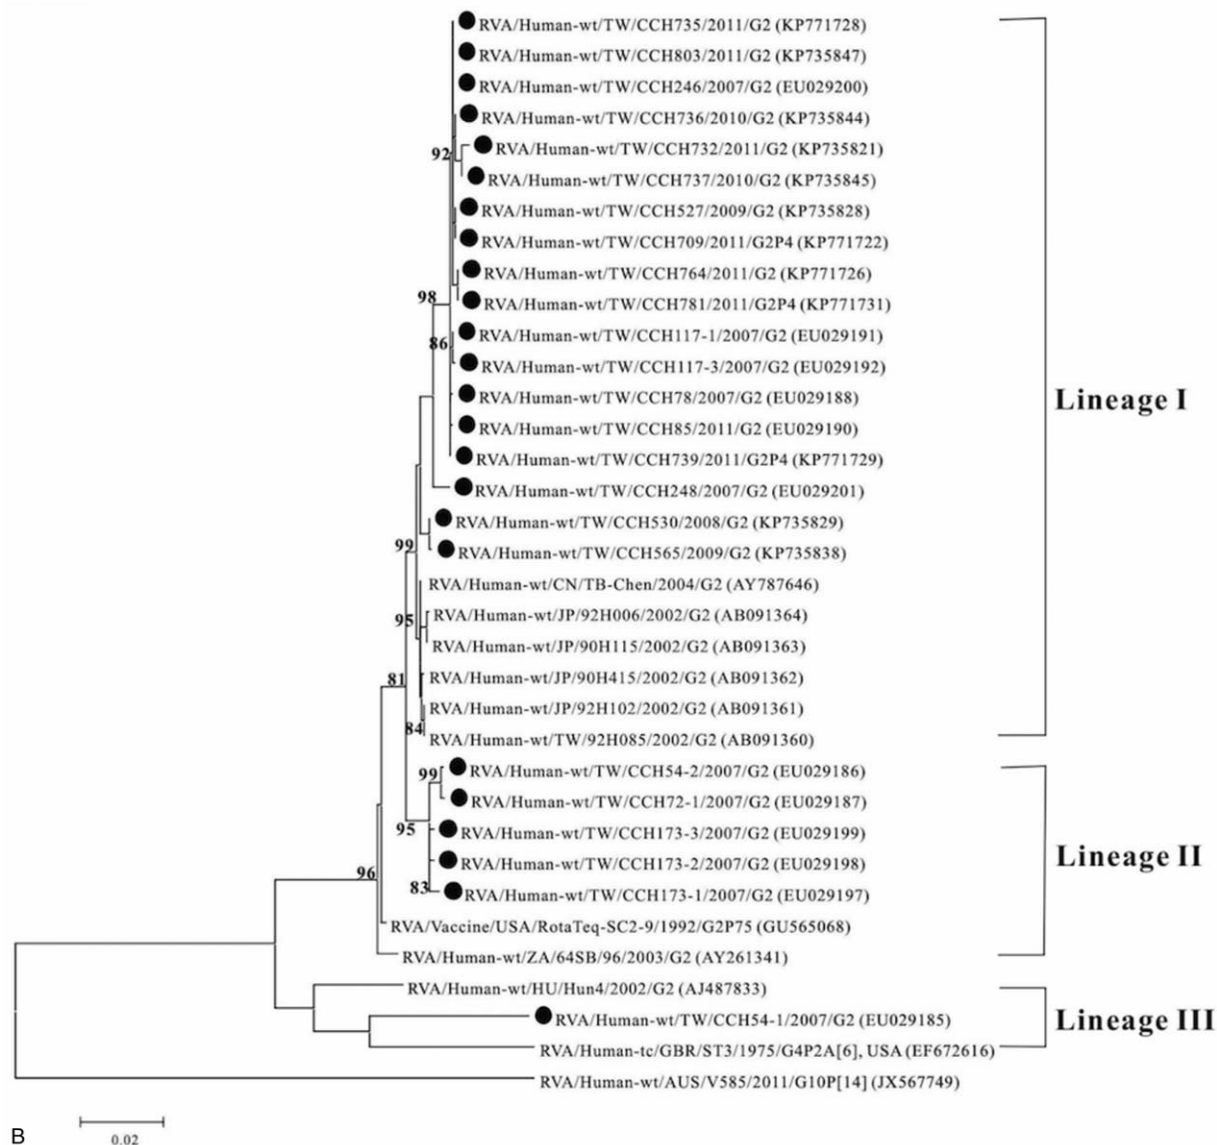 RVA/Human-wt/TW/CCH735/2011/G2 (KP771728)
RVA/Human-wt/TW/CCH803/2011/G2 (KP735847)
RVA/Human-wt/TW/CCH246/2007/G2 (EU029200)
RVA/Human-wt/TW/CCH736/2010/G2 (KP735844)
92
RVA/Human-wt/TW/CCH732/2011/G2 (KP735821)
RVA/Human-wt/TW/CCH737/2010/G2 (KP735845)
RVA/Human-wt/TW/CCH527/2009/G2 (KP735828)
RVA/Human-wt/TW/CCH709/2011/G2P4 (KP771722)
RVA/Human-wt/TW/CCH764/2011/G2 (KP771726)
98
RVA/Human-wt/TW/CCH781/2011/G2P4 (KP771731)
RVA/Human-wt/TW/CCH117-1/2007/G2 (EU029191)
86
RVA/Human-wt/TW/CCH117-3/2007/G2 (EU029192)
RVA/Human-wt/TW/CCH78/2007/G2 (EU029188)
Lineage I
RVA/Human-wt/TW/CCH85/2011/G2 (EU029190)
RVA/Human-wt/TW/CCH739/2011/G2P4 (KP771729)
RVA/Human-wt/TW/CCH248/2007/G2 (EU029201)
RVA/Human-wt/TW/CCH530/2008/G2 (KP735829)
99
RVA/Human-wt/TW/CCH565/2009/G2 (KP735838)
RVA/Human-wt/CN/TB-Chen/2004/G2 (AY787646)
95
RVA/Human-wt/JP/92H006/2002/G2 (AB091364)
RVA/Human-wt/JP/90H115/2002/G2 (AB091363)
81
RVA/Human-wt/JP/90H415/2002/G2 (AB091362)
RVA/Human-wt/JP/92H102/2002/G2 (AB091361)
84
RVA/Human-wt/TW/92H085/2002/G2 (AB091360)
99
RVA/Human-wt/TW/CCH54-2/2007/G2 (EU029186)
RVA/Human-wt/TW/CCH72-1/2007/G2 (EU029187)
95
RVA/Human-wt/TW/CCH173-3/2007/G2 (EU029199)
Lineage II
RVA/Human-wt/TW/CCH173-2/2007/G2 (EU029198)
96
83
RVA/Human-wt/TW/CCH173-1/2007/G2 (EU029197)
RVA/Vaccine/USA/RotaTeq-SC2-9/1992/G2P75 (GU565068)
RVA/Human-wt/ZA/64SB/96/2003/G2 (AY261341)
RVA/Human-wt/HU/Hun4/2002/G2 (AJ487833)
RVA/Human-wt/TW/CCH54-1/2007/G2 (EU029185)
Lineage III
RVA/Human-tc/GBR/ST3/1975/G4P2A[6], USA (EF672616)
RVA/Human-wt/AUS/V585/2011/G10P[14] (JX567749)
B
0.02